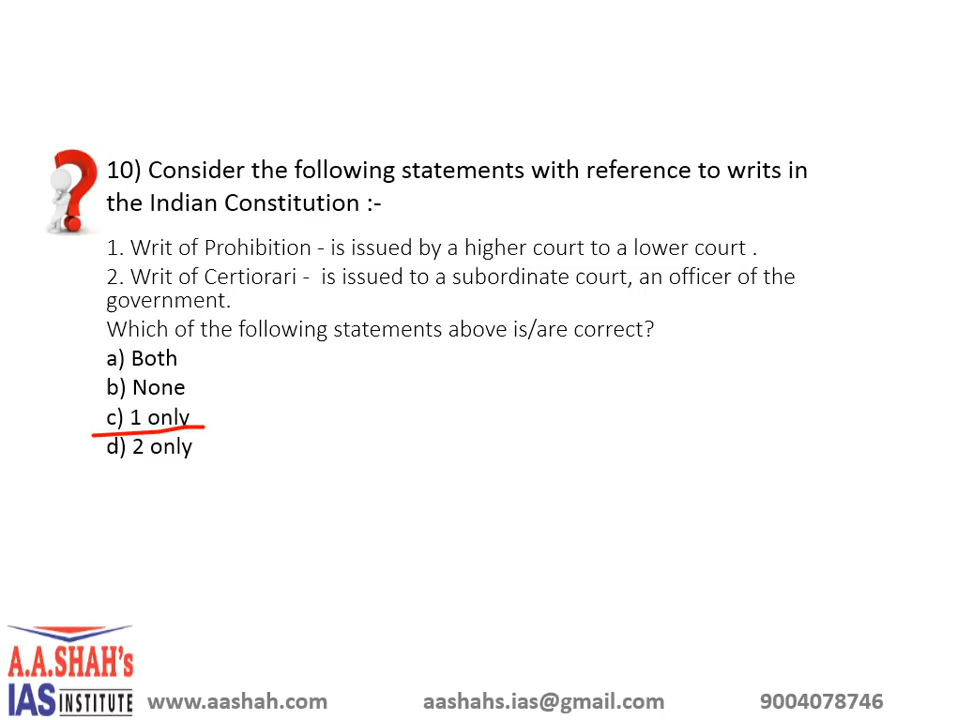 10) Consider the following statements with reference to writs in
the Indian Constitution :-
1. Writ of Prohibition - is issued by a higher court to a lower court .
2. Writ of Certiorari -  is issued to a subordinate court, an officer of the
government.
Which of the following statements above is/are correct?
a) Both
b) None
c) 1 only
d) 2 only
A.A.SHAH's
IAS INSTITUTE
www.aashah.com aashahs.ias@gmail.com 9004078746